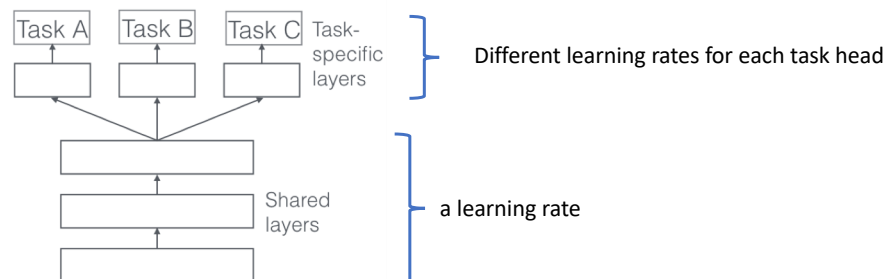 Task A Task B Task C Task-
specific
layers
Different learning rates for each task head
Shared
layers
a learning rate